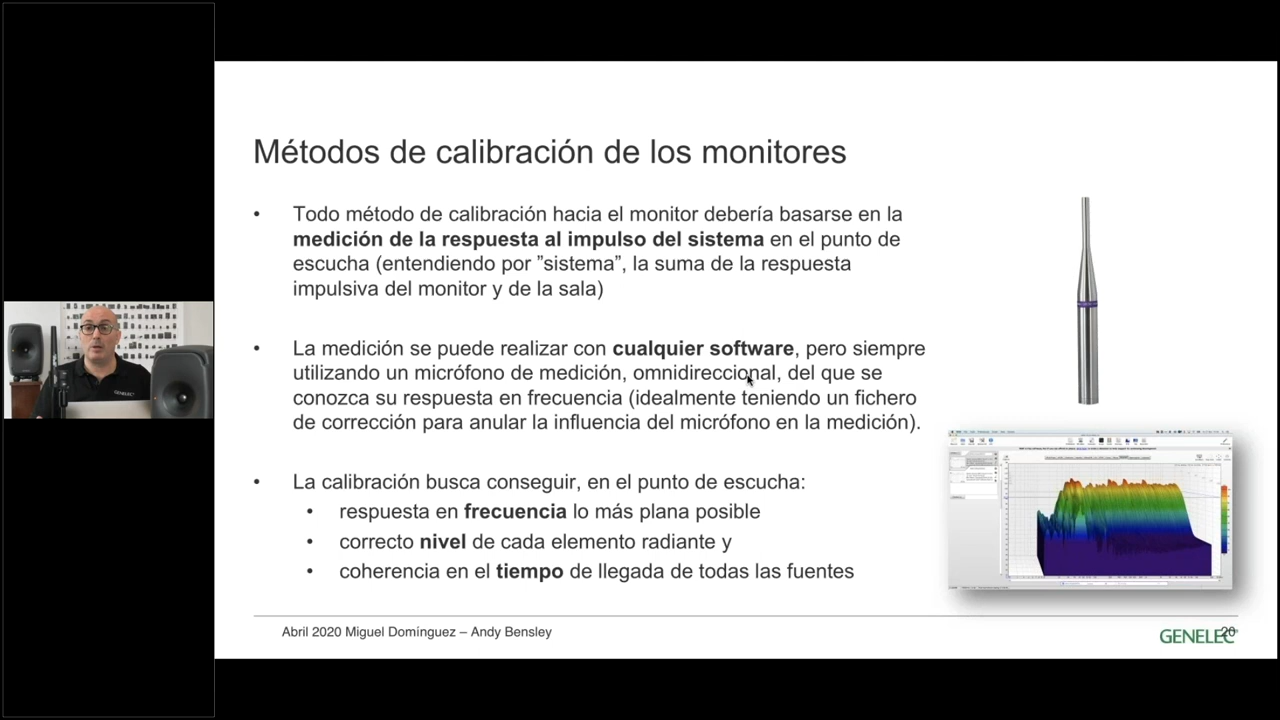 Métodos de calibración de los monitores
• Todo método de calibración hacia el monitor debería basarse en la
medición de la respuesta al impulso del sistema en el punto de
escucha (entendiendo por ”sistema”, la suma de la respuesta
impulsiva del monitor y de la sala)
• La medición se puede realizar con cualquier software, pero siempre
utilizando un micrófono de medición, omnidireccional, del que se
conozca su respuesta en frecuencia (idealmente teniendo un fichero
de corrección para anular la influencia del micrófono en la medición).
• La calibración busca conseguir, en el punto de escucha:
• respuesta en frecuencia lo más plana posible
• correcto nivel de cada elemento radiante y
• coherencia en el tiempo de llegada de todas las fuentes
Abril 2020 Miguel Domínguez – Andy Bensley
GENELEC
20
GENELEC